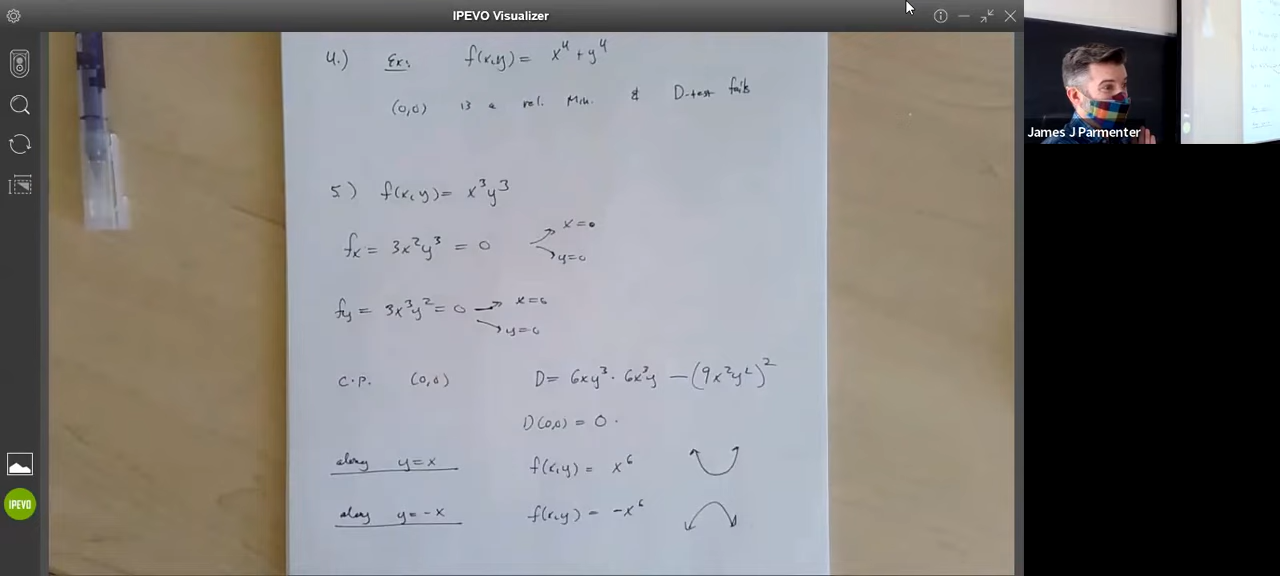 IPEVO Visualizer
4.) Ex: f(x,y) = x⁴ + y⁴
(0,0) is a rel. Min. & D-test fails
James J Parmenter
5.) f(x,y) = x³y³
fx = 3x²y³ = 0 x=0
y=0
fy = 3x³y² = 0 x=0
y=0
C.P. (0,0) D = 6xy³ · 6x³y − (9x²y²)²
D(0,0) = 0.
along y=x f(x,y) = x⁶
along y=-x f(x,y) = -x⁶
IPEVO